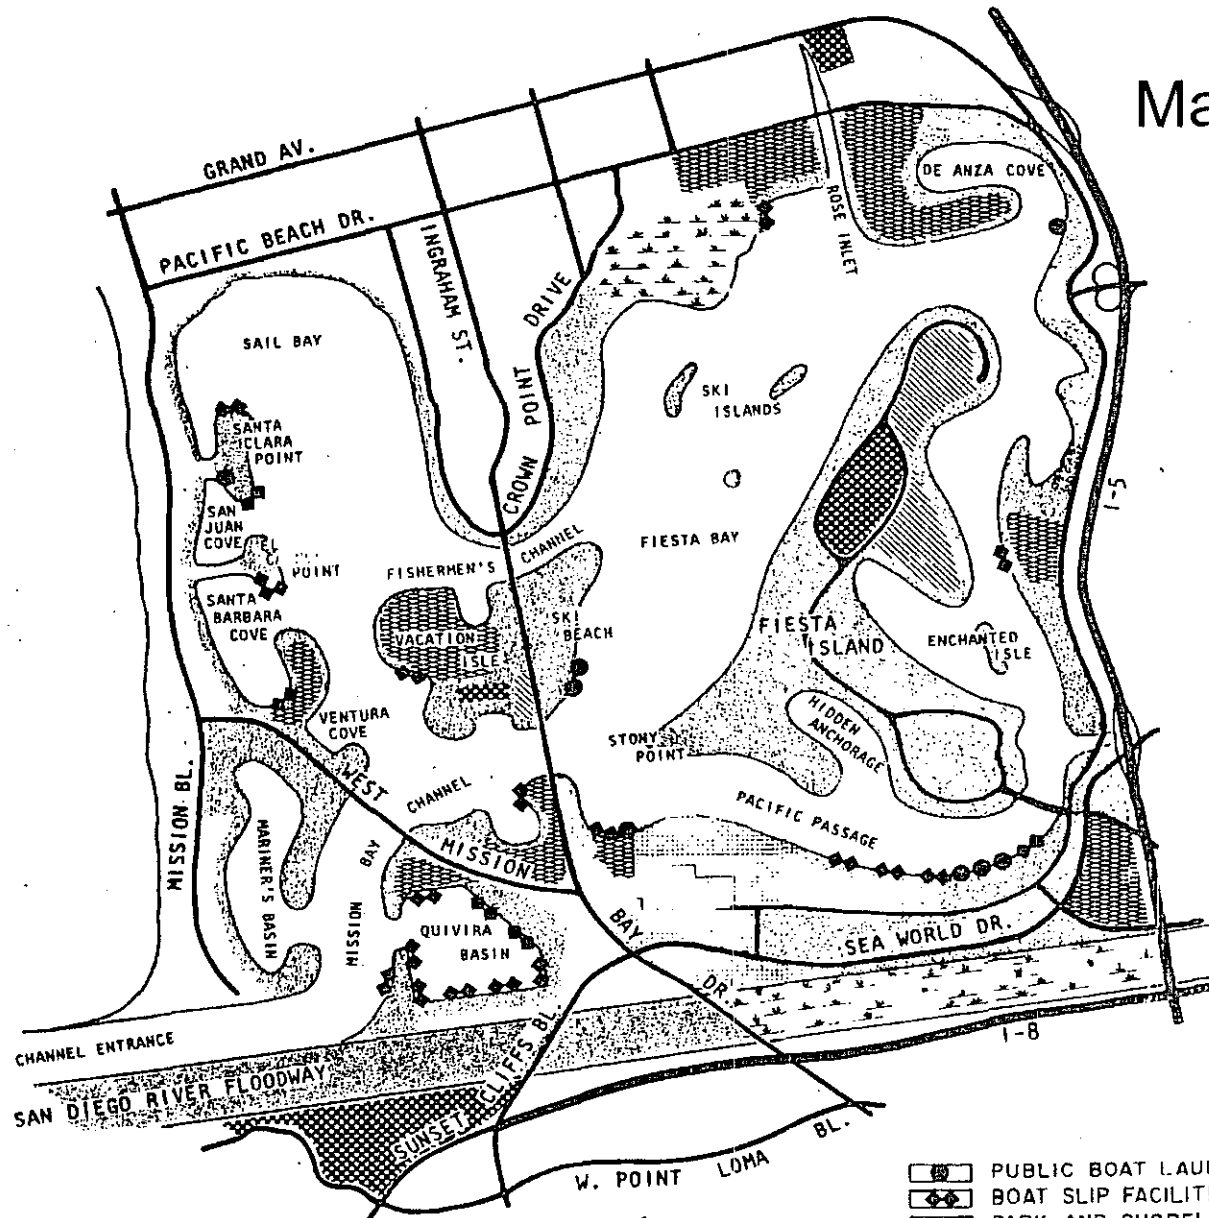 Ma
GRAND AV.
PACIFIC BEACH DR.
INGRAHAM ST.
CROWN POINT DRIVE
ROSE INLET
DE ANZA COVE
SAIL BAY
SKI
ISLANDS
SANTA
CLARA
POINT
SAN
JUAN
COVE
POINT
SANTA
BARBARA
COVE
FISHERMEN'S CHANNEL
FIESTA BAY
I-5
VACATION
ISLE
SKI
BEACH
FIESTA
ISLAND
ENCHANTED
ISLE
VENTURA
COVE
STONY
POINT
HIDDEN
ANCHORAGE
MISSION BL.
WEST MISSION BAY DR.
MISSION BAY CHANNEL
PACIFIC PASSAGE
MARINER'S BASIN
QUIVIRA
BASIN
SEA WORLD DR.
CHANNEL ENTRANCE
SAN DIEGO RIVER FLOODWAY
I-8
SUNSET CLIFFS BL.
W. POINT LOMA BL.
PUBLIC BOAT LAU
BOAT SLIP FACILIT